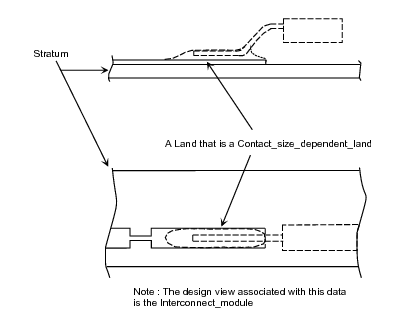 Stratum
A Land that is a Contact_size_dependent_land
Note : The design view associated with this data
is the Interconnect_module